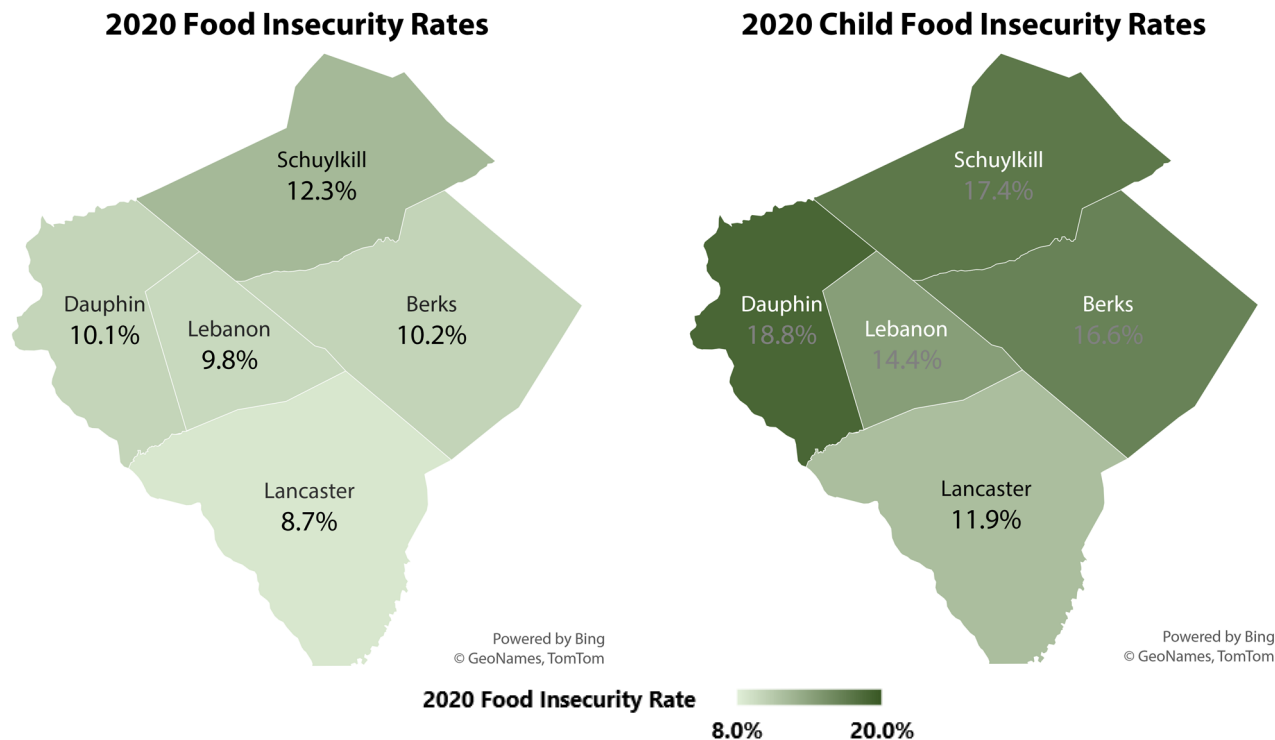 2020 Food Insecurity Rates
Schuylkill
12.3%
Dauphin
10.1%
Lebanon
9.8%
Berks
10.2%
Lancaster
8.7%
Powered by Bing
© GeoNames, TomTom
2020 Child Food Insecurity Rates
Schuylkill
17.4%
Dauphin
18.8%
Lebanon
14.4%
Berks
16.6%
Lancaster
11.9%
Powered by Bing
© GeoNames, TomTom
2020 Food Insecurity Rate
8.0%
20.0%